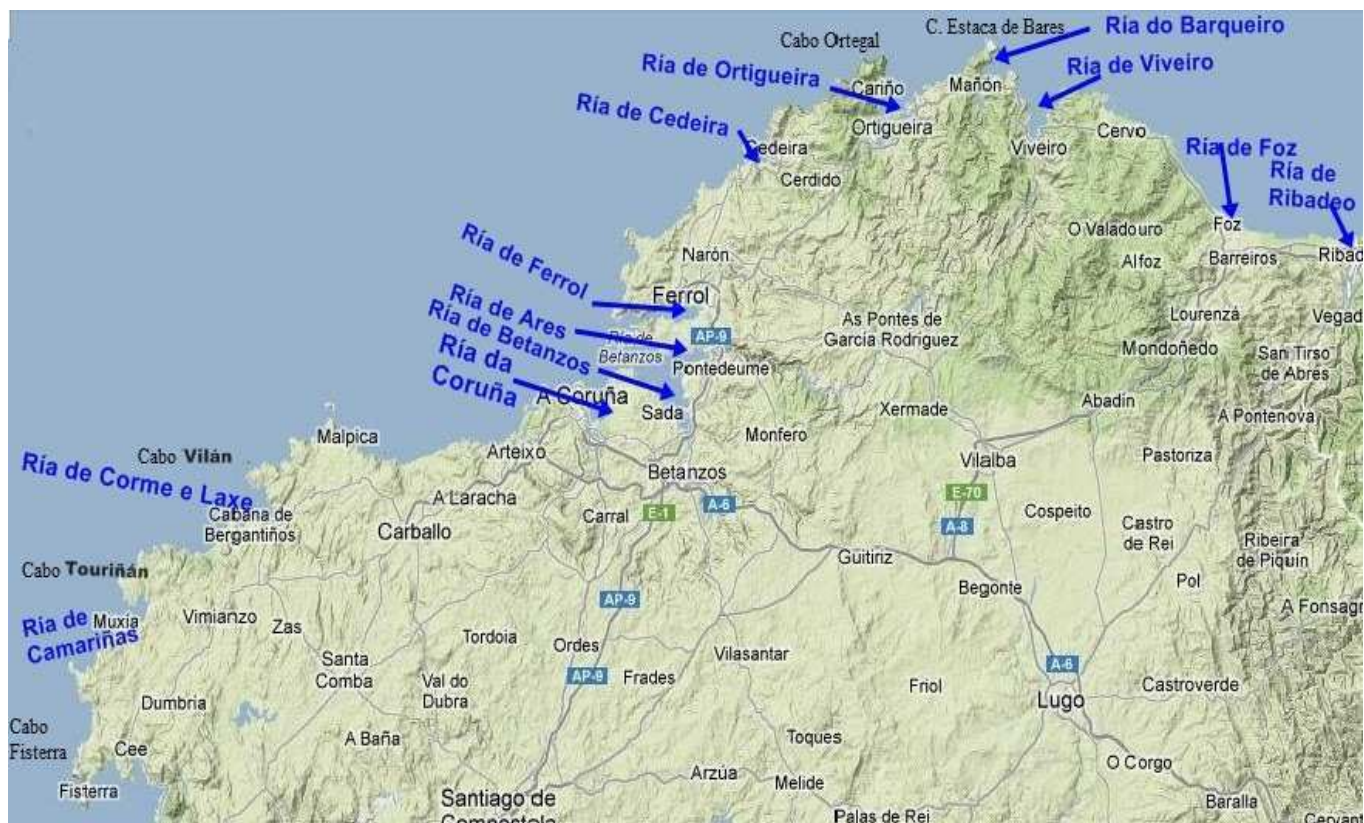 C. Estaca de Bares
Ría do Barqueiro
Cabo Ortegal
Ría de Ortigueira
Ría de Viveiro
Cariño
Mañón
Ría de Cedeira
Ortigueira
Cervo
Cedeira
Viveiro
Ría de Foz
Cerdido
Ría de
Ribadeo
Foz
O Valadouro
Ría de Ferrol
Narón
Alfoz
Barreiros
Ribad
Ferrol
Ría de Ares
Lourenzá
Vegad
As Pontes de
García Rodriguez
Ría de Betanzos
Ría de
Betanzos
AP-9
Mondoñedo
San Tirso
de Abres
Ría da
Coruña
Pontedeume
A Coruña
Sada
Xermade
Abadin
A Pontenova
Malpica
Monfero
Cabo Vilán
Arteixo
Vilalba
Pastoriza
Ría de Corme e Laxe
Betanzos
A Laracha
E-70
Cabana de
Bergantiños
Carballo
Carral
E-1
A-6
A-8
Cospeito
Castro
de Rei
Ribeira
de Piquín
Guitiriz
Cabo Touriñán
Begonte
Pol
AP-9
A Fonsagr
Muxía
Ría de
Camariñas
Vimianzo
Zas
Tordoia
Ordes
Vilasantar
Santa
Comba
AP-9
Frades
A-6
Friol
Castroverde
Dumbria
Val do
Dubra
Lugo
Cabo
Fisterra
Cee
A Baña
Toques
O Corgo
Fisterra
Arzúa
Melide
Santiago de
Compostela
Baralla
Palas de Rei
Cervant